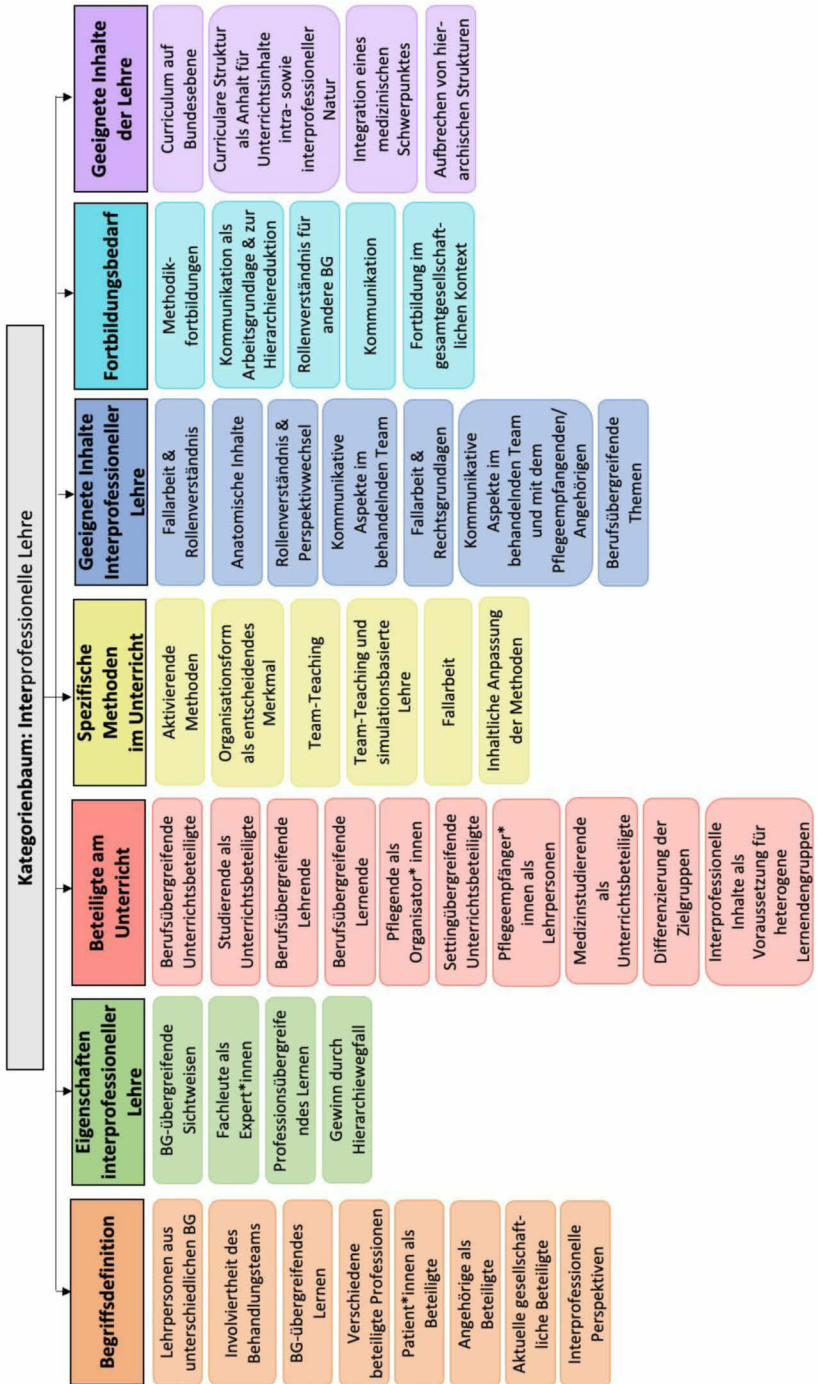 Kategorienbaum: Interprofessionelle Lehre
Begriffsdefinition
Lehrpersonen aus
unterschiedlichen BG
Involviertheit des
Behandlungsteams
BG-übergreifendes
Lernen
Verschiedene
beteiligte Professionen
Patient*innen als
Beteiligte
Angehörige als
Beteiligte
Aktuelle gesellschaft-
liche Beteiligte
Interprofessionelle
Perspektiven
Eigenschaften
interprofessioneller
Lehre
BG-übergreifende
Sichtweisen
Fachleute als
Expert*innen
Professionsübergreife
ndes Lernen
Gewinn durch
Hierarchiewegfall
Beteiligte am
Unterricht
Berufsübergreifende
Unterrichtsbeteiligte
Studierende als
Unterrichtsbeteiligte
Berufsübergreifende
Lehrende
Berufsübergreifende
Lernende
Pflegende als
Organisator* innen
Settingübergreifende
Unterrichtsbeteiligte
Pflegeempfänger*
innen als
Lehrpersonen
Medizinstudierende
als
Unterrichtsbeteiligte
Differenzierung der
Zielgruppen
Interprofessionelle
Inhalte als
Voraussetzung für
heterogene
Lernendengruppen
Spezifische
Methoden
im Unterricht
Aktivierende
Methoden
Organisationsform
als entscheidendes
Merkmal
Team-Teaching
Team-Teaching und
simulationsbasierte
Lehre
Fallarbeit
Inhaltliche Anpassung
der Methoden
Geeignete Inhalte
Interprofessioneller
Lehre
Fallarbeit &
Rollenverständnis
Anatomische Inhalte
Rollenverständnis &
Perspektivwechsel
Kommunikative
Aspekte im
behandelnden Team
Fallarbeit &
Rechtsgrundlagen
Kommunikative
Aspekte im
behandelnden Team
und mit dem
Pflegeempfangenden/
Angehörigen
Berufsübergreifende
Themen
Fortbildungsbedarf
Methodik-
fortbildungen
Kommunikation als
Arbeitsgrundlage & zur
Hierarchiereduktion
Rollenverständnis für
andere BG
Kommunikation
Fortbildung im
gesamtgesellschaft-
lichen Kontext
Geeignete Inhalte
der Lehre
Curriculum auf
Bundesebene
Curriculare Struktur
als Anhalt für
Unterrichtsinhalte
intra- sowie
interprofessioneller
Natur
Integration eines
medizinischen
Schwerpunktes
Aufbrechen von hier-
archischen Strukturen